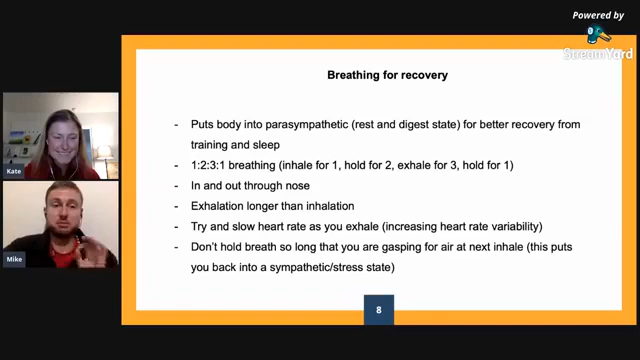 Powered by
StreamYard
Breathing for recovery
- Puts body into parasympathetic (rest and digest state) for better recovery from
training and sleep
- 1:2:3:1 breathing (inhale for 1, hold for 2, exhale for 3, hold for 1)
- In and out through nose
- Exhalation longer than inhalation
- Try and slow heart rate as you exhale (increasing heart rate variability)
- Don't hold breath so long that you are gasping for air at next inhale (this puts
you back into a sympathetic/stress state)
8
Kate
Mike